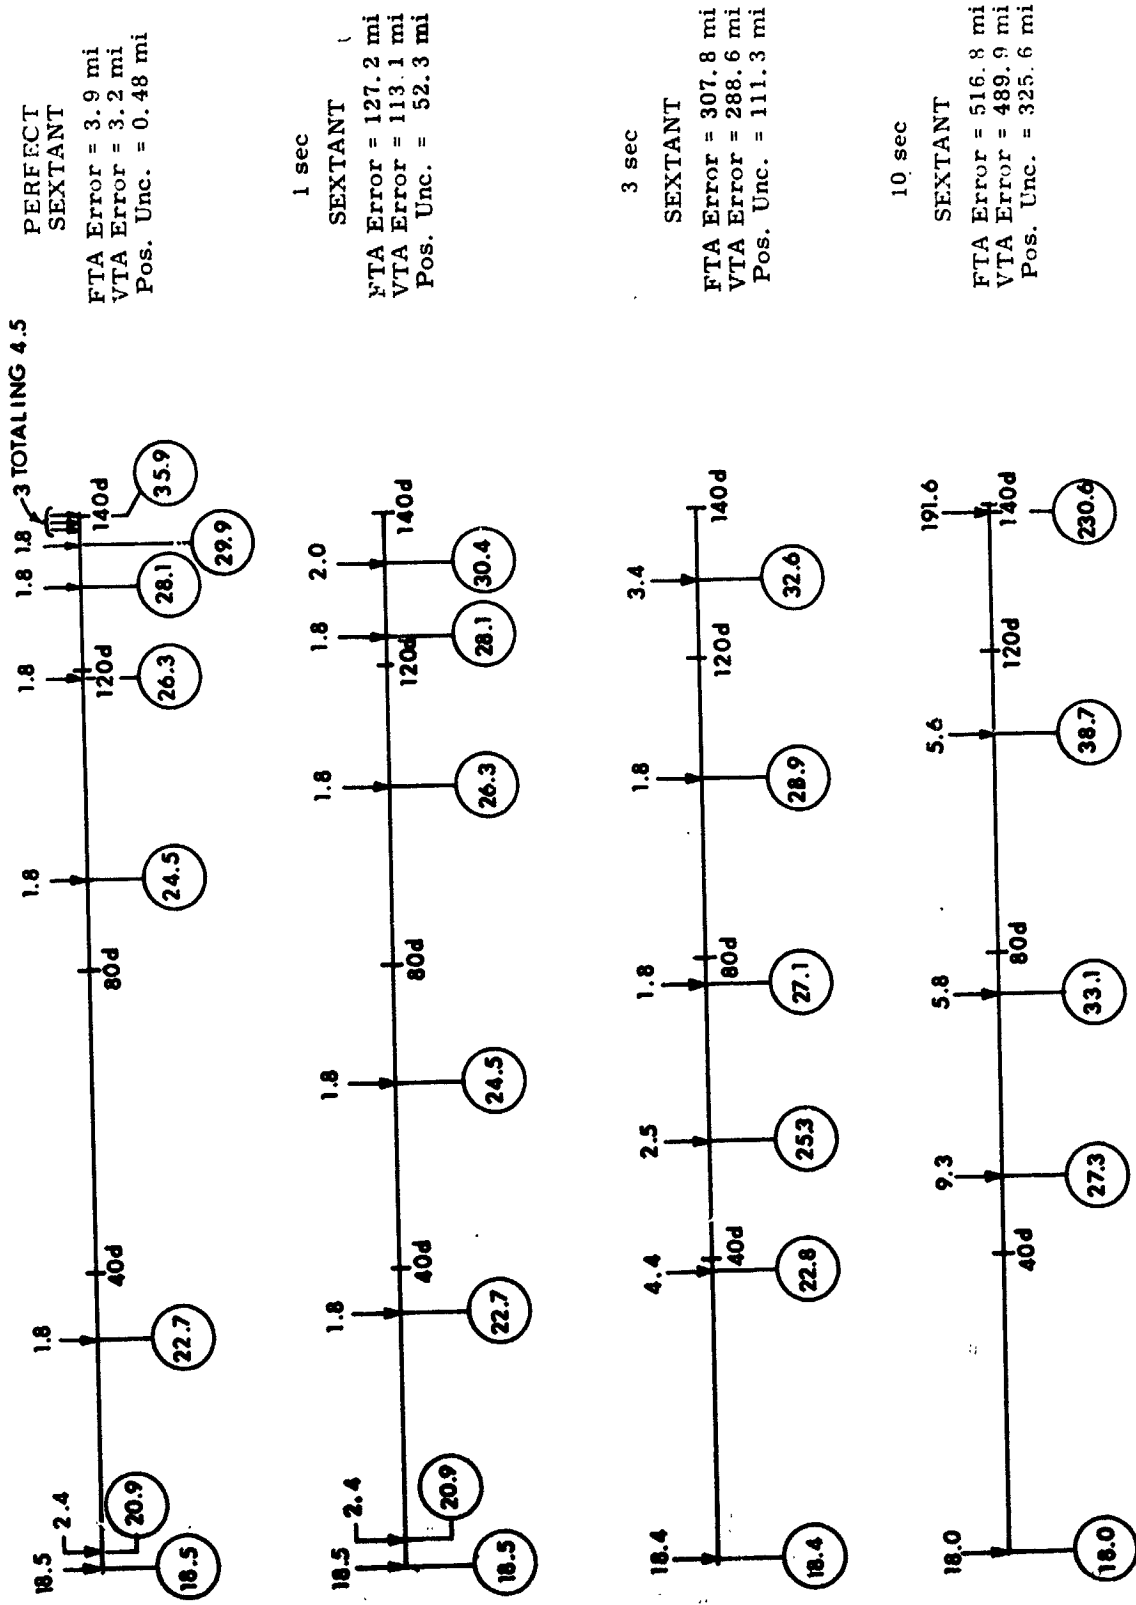 18.5
2.4
1.8
1.8
1.8
1.8
1.8
3 TOTALING 4.5
40d
80d
120d
140d
18.5
20.9
22.7
24.5
26.3
28.1
29.9
35.9
PERFECT
SEXTANT
FTA Error = 3.9 mi
VTA Error = 3.2 mi
Pos. Unc. = 0.48 mi
18.5
2.4
1.8
1.8
1.8
1.8
2.0
40d
80d
120d
140d
18.5
20.9
22.7
24.5
26.3
28.1
30.4
1 sec
SEXTANT
FTA Error = 127.2 mi
VTA Error = 113.1 mi
Pos. Unc. = 52.3 mi
18.4
4.4
2.5
1.8
1.8
3.4
40d
80d
120d
140d
18.4
22.8
25.3
27.1
28.9
32.6
3 sec
SEXTANT
FTA Error = 307.8 mi
VTA Error = 288.6 mi
Pos. Unc. = 111.3 mi
18.0
9.3
5.8
5.6
191.6
40d
80d
120d
140d
18.0
27.3
33.1
38.7
230.6
10 sec
SEXTANT
FTA Error = 516.8 mi
VTA Error = 489.9 mi
Pos. Unc. = 325.6 mi